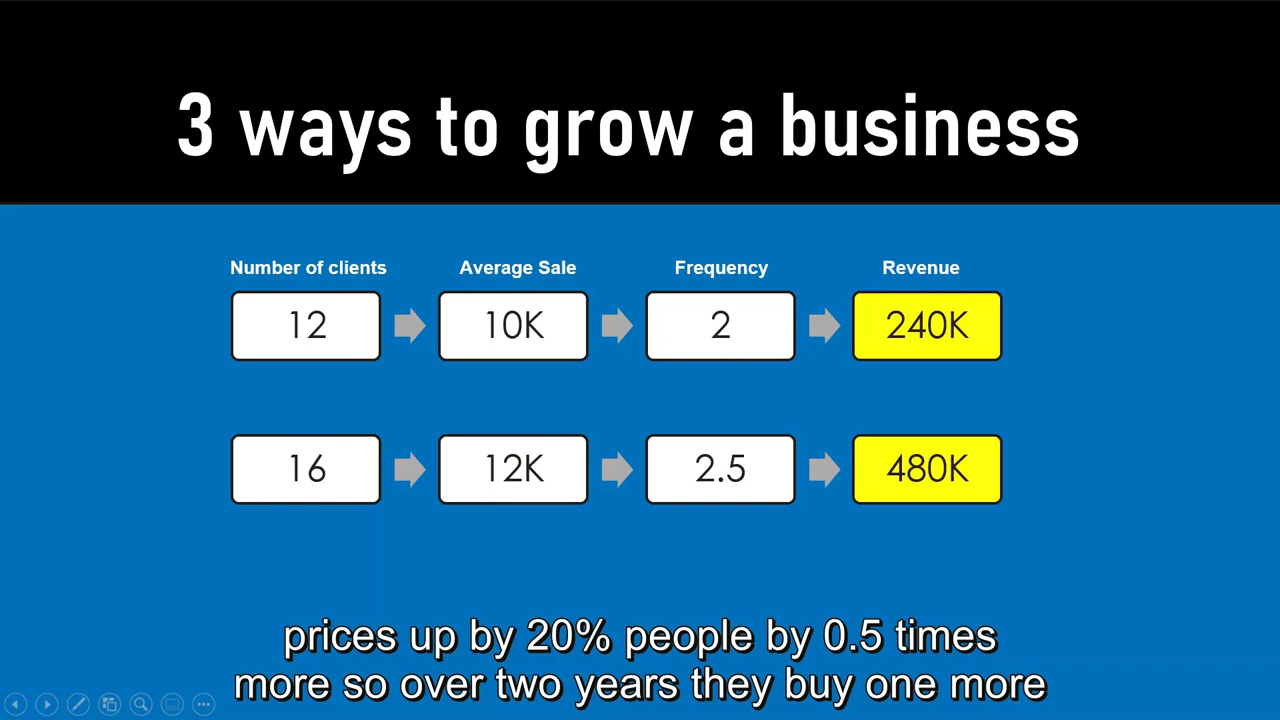 3 ways to grow a business
Number of clients Average Sale Frequency Revenue
12 10K 2 240K
16 12K 2.5 480K
prices up by 20% people by 0.5 times
more so over two years they buy one more